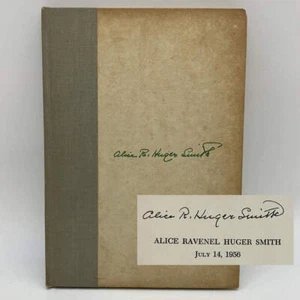 Alice R. Huger Smith
Alice R. Huger Smith
ALICE RAVENEL HUGER SMITH
JULY 14, 1956